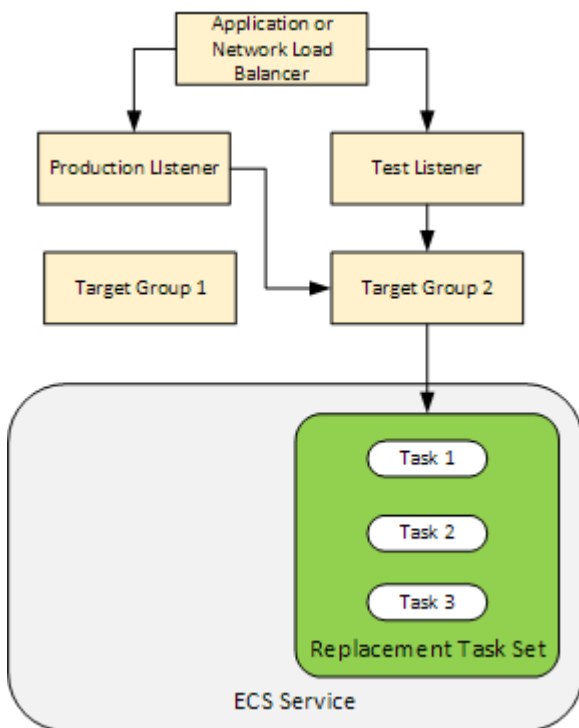 Application or
Network Load
Balancer
Production LIstener
Test Listener
Target Group 1
Target Group 2
Task 1
Task 2
Task 3
Replacement Task Set
ECS Service